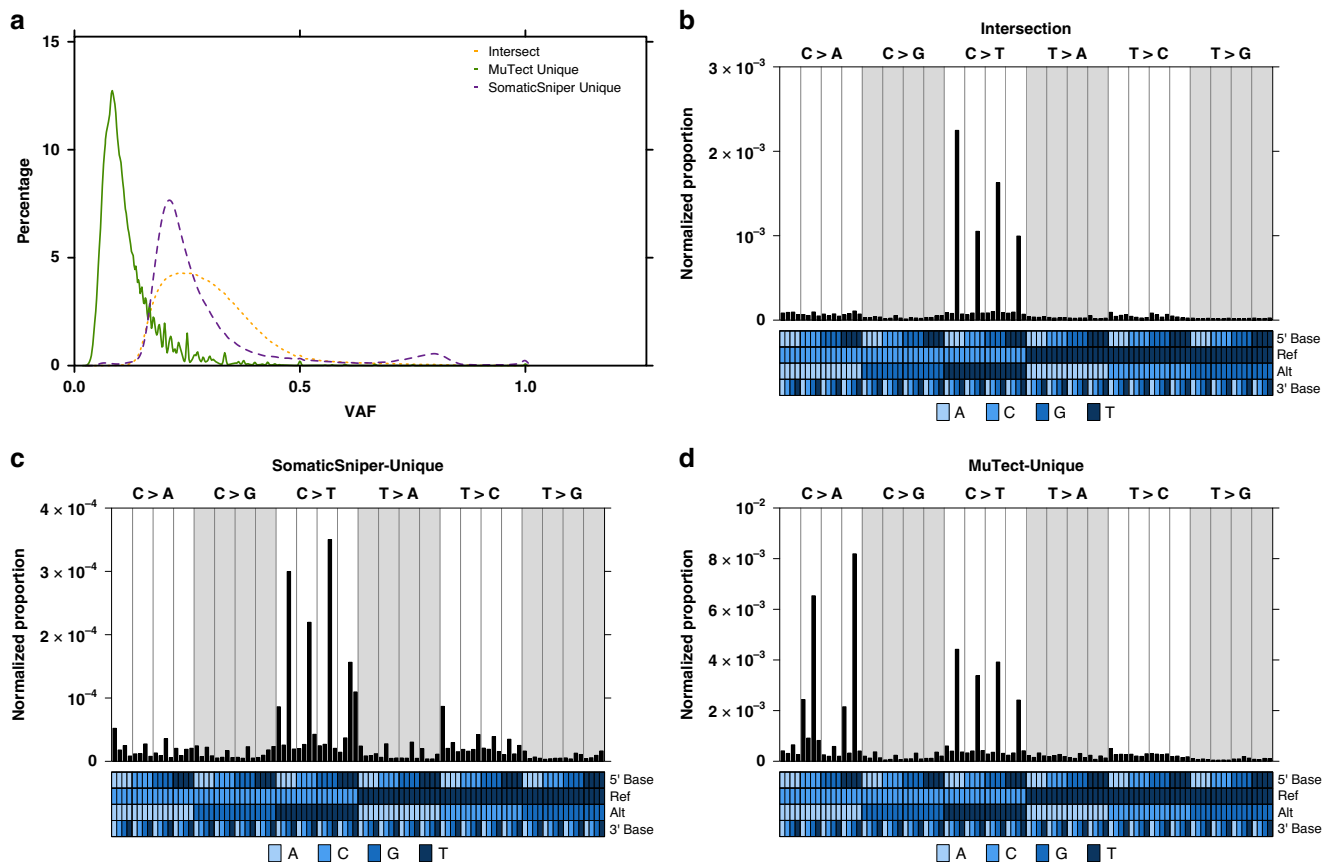 a
15
10
5
0
Percentage
0.0
0.5
1.0
VAF
Intersect
MuTect Unique
SomaticSniper Unique
b
Intersection
C > A
C > G
C > T
T > A
T > C
T > G
3 × 10⁻³
2 × 10⁻³
10⁻³
0
Normalized proportion
5' Base
Ref
Alt
3' Base
A
C
G
T
c
SomaticSniper-Unique
C > A
C > G
C > T
T > A
T > C
T > G
4 × 10⁻⁴
3 × 10⁻⁴
2 × 10⁻⁴
10⁻⁴
0
Normalized proportion
5' Base
Ref
Alt
3' Base
A
C
G
T
d
MuTect-Unique
C > A
C > G
C > T
T > A
T > C
T > G
10⁻²
8 × 10⁻³
6 × 10⁻³
4 × 10⁻³
2 × 10⁻³
0
Normalized proportion
5' Base
Ref
Alt
3' Base
A
C
G
T